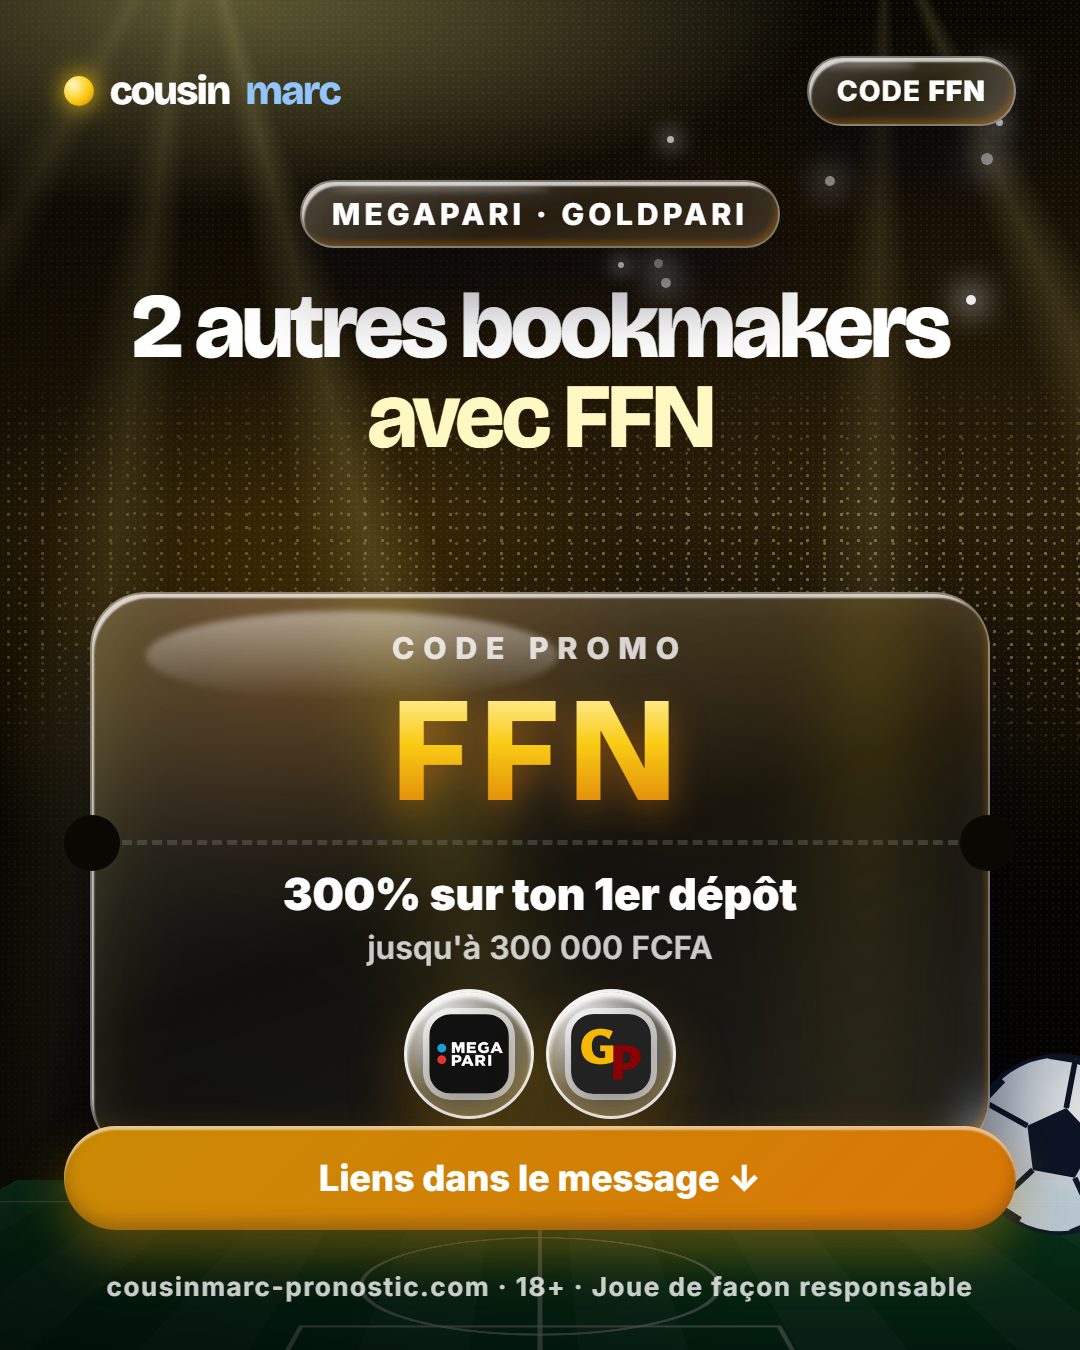 cousin marc
CODE FFN
MEGAPARI · GOLDPARI
2 autres bookmakers
avec FFN
CODE PROMO
FFN
300% sur ton 1er dépôt
jusqu'à 300 000 FCFA
MEGA
PARI
GP
Liens dans le message ↓
cousinmarc-pronostic.com · 18+ · Joue de façon responsable